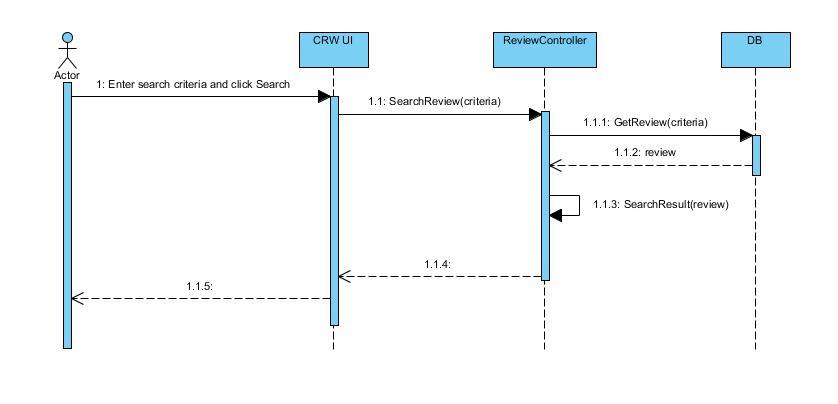 CRW UI
ReviewController
DB
Actor
1: Enter search criteria and click Search
1.1: SearchReview(criteria)
1.1.1: GetReview(criteria)
1.1.2: review
1.1.3: SearchResult(review)
1.1.4:
1.1.5: